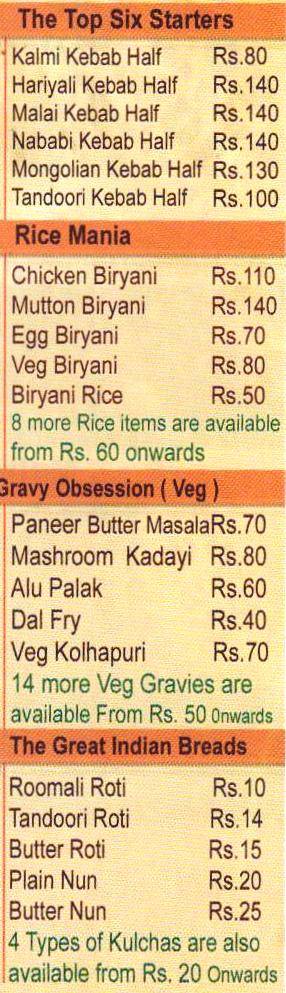 The Top Six Starters
Kalmi Kebab Half Rs.80
Hariyali Kebab Half Rs.140
Malai Kebab Half Rs.140
Nababi Kebab Half Rs.140
Mongolian Kebab Half Rs.130
Tandoori Kebab Half Rs.100
Rice Mania
Chicken Biryani Rs.110
Mutton Biryani Rs.140
Egg Biryani Rs.70
Veg Biryani Rs.80
Biryani Rice Rs.50
8 more Rice items are available
from Rs. 60 onwards
Gravy Obsession ( Veg )
Paneer Butter MasalaRs.70
Mashroom Kadayi Rs.80
Alu Palak Rs.60
Dal Fry Rs.40
Veg Kolhapuri Rs.70
14 more Veg Gravies are
available From Rs. 50 Onwards
The Great Indian Breads
Roomali Roti Rs.10
Tandoori Roti Rs.14
Butter Roti Rs.15
Plain Nun Rs.20
Butter Nun Rs.25
4 Types of Kulchas are also
available from Rs. 20 Onwards